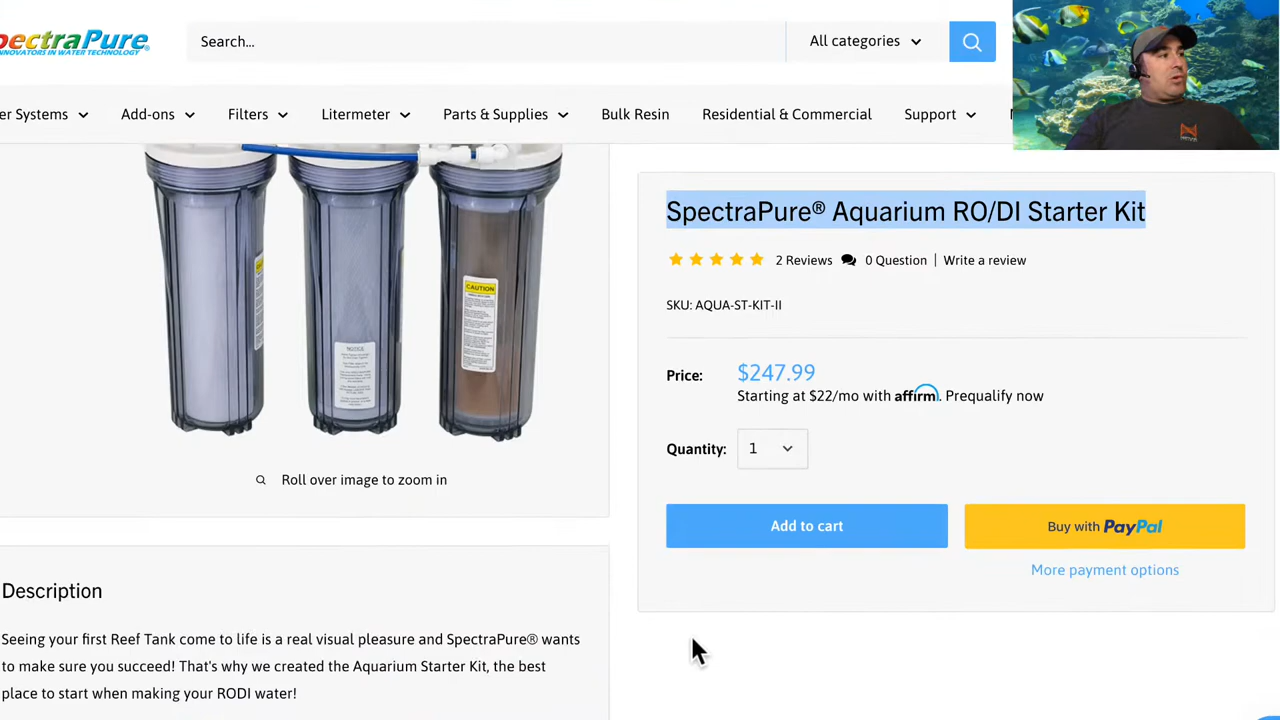 ectraPure®
INNOVATORS IN WATER TECHNOLOGY
Search...
All categories
er Systems
Add-ons
Filters
Litermeter
Parts & Supplies
Bulk Resin
Residential & Commercial
Support
CAUTION
NOTICE
Roll over image to zoom in
SpectraPure® Aquarium RO/DI Starter Kit
2 Reviews
0 Question | Write a review
SKU: AQUA-ST-KIT-II
Price: $247.99
Starting at $22/mo with affirm. Prequalify now
Quantity: 1
Add to cart
Buy with PayPal
More payment options
Description
Seeing your first Reef Tank come to life is a real visual pleasure and SpectraPure® wants
to make sure you succeed! That's why we created the Aquarium Starter Kit, the best
place to start when making your RODI water!